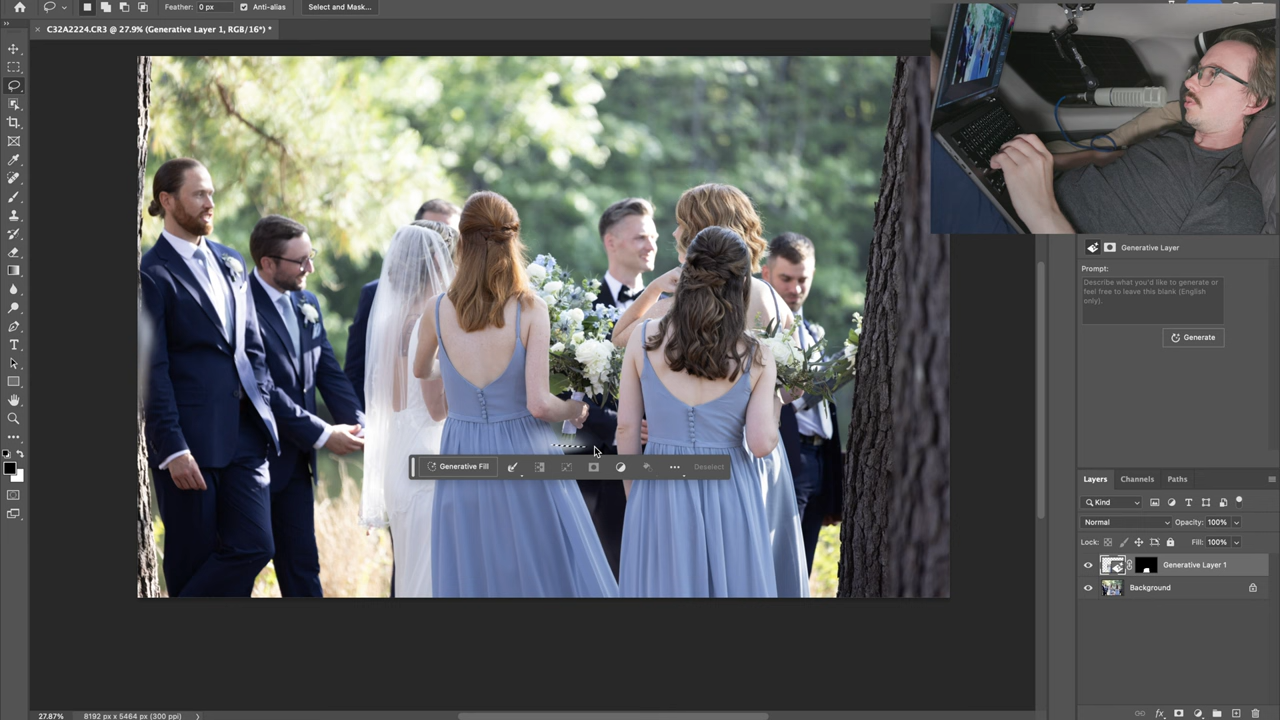 Feather: 0 px Anti-alias Select and Mask...
C32A2224.CR3 @ 27.9% (Generative Layer 1, RGB/16*) *
Generative Layer
Prompt:
Describe what you'd like to generate or
feel free to leave this blank (English
only).
Generate
Generative Fill Deselect
Layers Channels Paths
Kind
Normal Opacity: 100%
Lock: Fill: 100%
Generative Layer 1
Background
27.87% 8192 px x 5464 px (300 ppi)